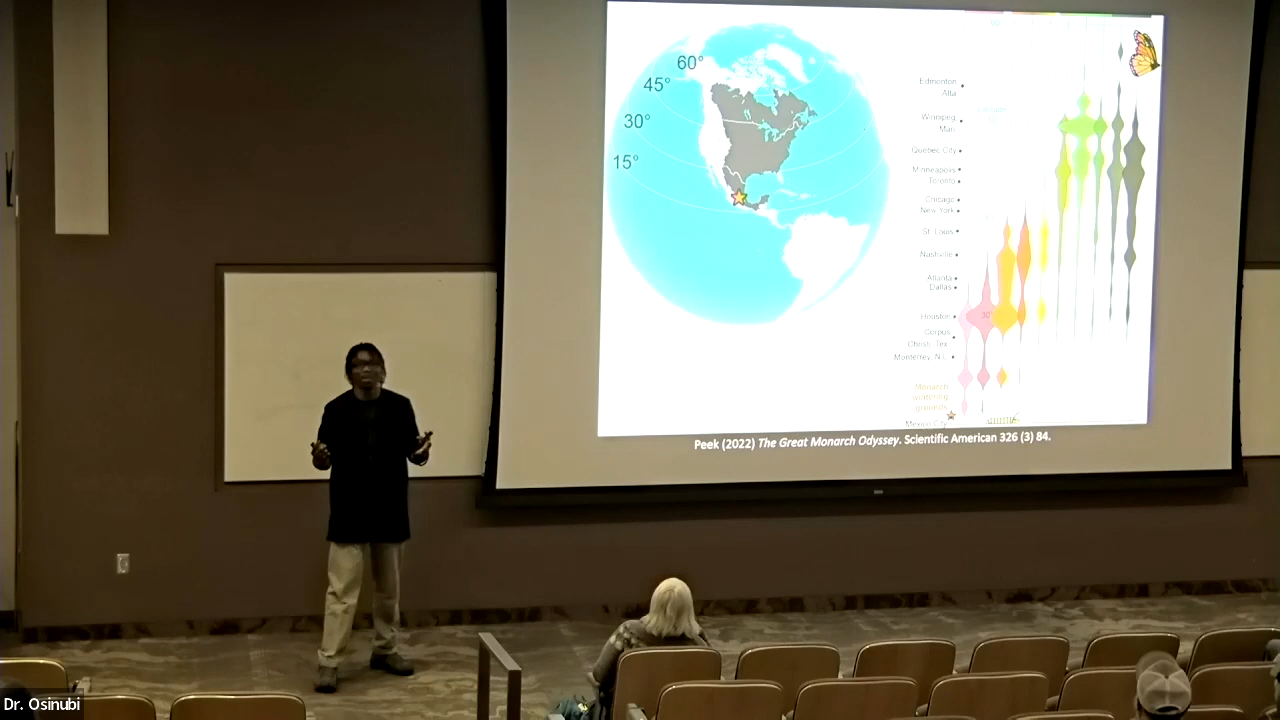 60°
45°
30°
15°
Edmonton
Alta
Winnipeg,
Man.
Quebec City
Minneapolis
Toronto
Chicago
New York
St. Louis
Nashville
Atlanta
Dallas
Houston
30°
Corpus
Christi, Tex.
Monterrey, N.L.
Monarch
wintering
grounds
Mexico City
Peek (2022) The Great Monarch Odyssey. Scientific American 326 (3) 84.
Dr. Osinubi